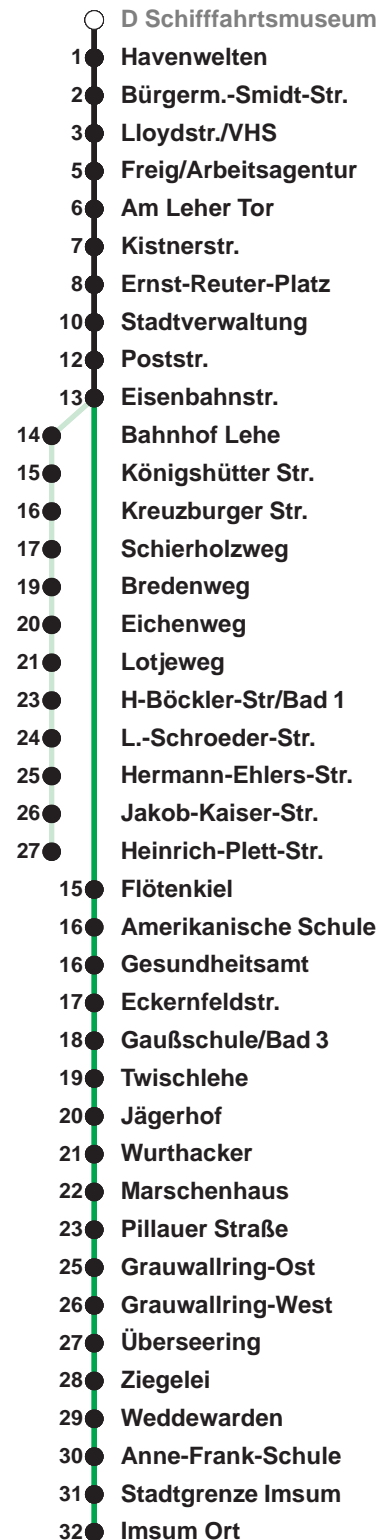 D Schifffahrtsmuseum
1 Havenwelten
2 Bürgerm.-Smidt-Str.
3 Lloydstr./VHS
5 Freig/Arbeitsagentur
6 Am Leher Tor
7 Kistnerstr.
8 Ernst-Reuter-Platz
10 Stadtverwaltung
12 Poststr.
13 Eisenbahnstr.
14 Bahnhof Lehe
15 Königshütter Str.
16 Kreuzburger Str.
17 Schierholzweg
19 Bredenweg
20 Eichenweg
21 Lotjeweg
23 H-Böckler-Str/Bad 1
24 L.-Schroeder-Str.
25 Hermann-Ehlers-Str.
26 Jakob-Kaiser-Str.
27 Heinrich-Plett-Str.
15 Flötenkiel
16 Amerikanische Schule
16 Gesundheitsamt
17 Eckernfeldstr.
18 Gaußschule/Bad 3
19 Twischlehe
20 Jägerhof
21 Wurthacker
22 Marschenhaus
23 Pillauer Straße
25 Grauwallring-Ost
26 Grauwallring-West
27 Überseering
28 Ziegelei
29 Weddewarden
30 Anne-Frank-Schule
31 Stadtgrenze Imsum
32 Imsum Ort